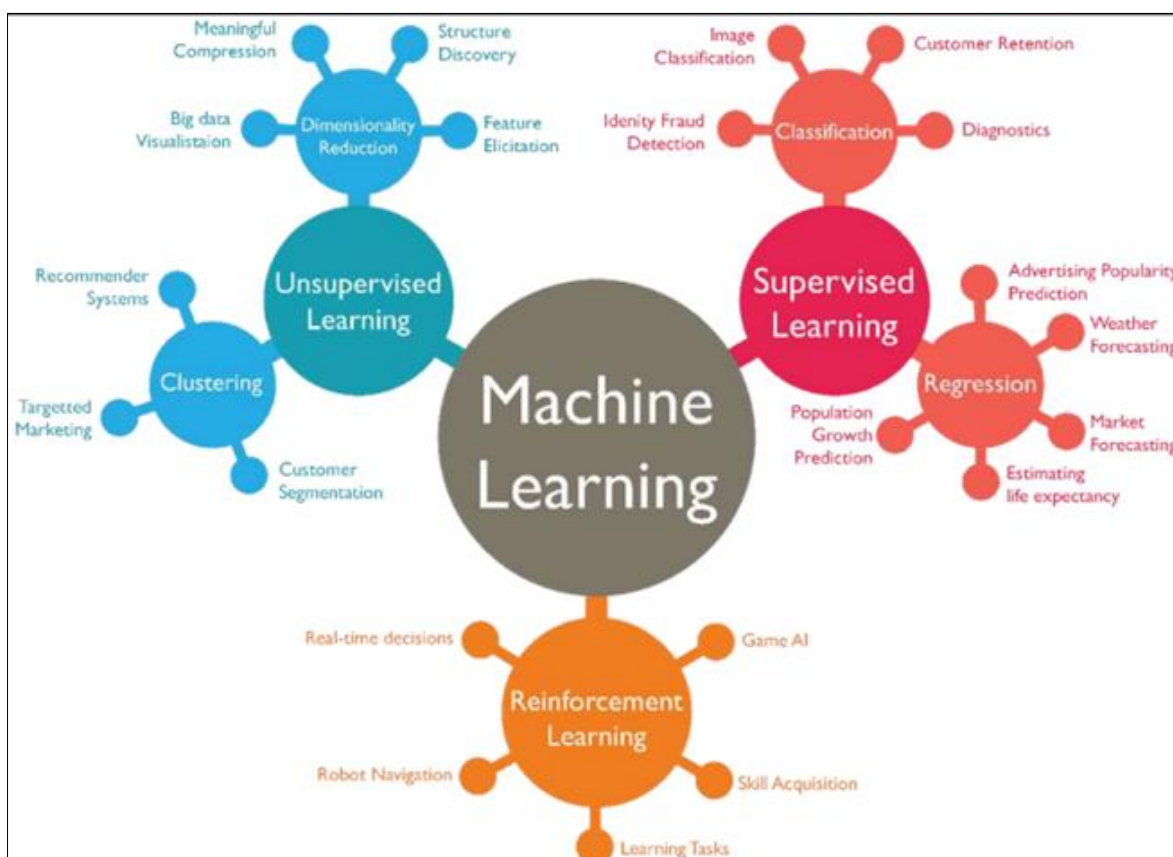 Meaningful
Compression
Structure
Discovery
Big data
Visualistaion
Dimensionality
Reduction
Feature
Elicitation
Unsupervised
Learning
Recommender
Systems
Clustering
Targetted
Marketing
Customer
Segmentation
Image
Classification
Customer Retention
Idenity Fraud
Detection
Classification
Diagnostics
Supervised
Learning
Advertising Popularity
Prediction
Weather
Forecasting
Regression
Population
Growth
Prediction
Market
Forecasting
Estimating
life expectancy
Machine
Learning
Real-time decisions
Game AI
Reinforcement
Learning
Robot Navigation
Skill Acquisition
Learning Tasks